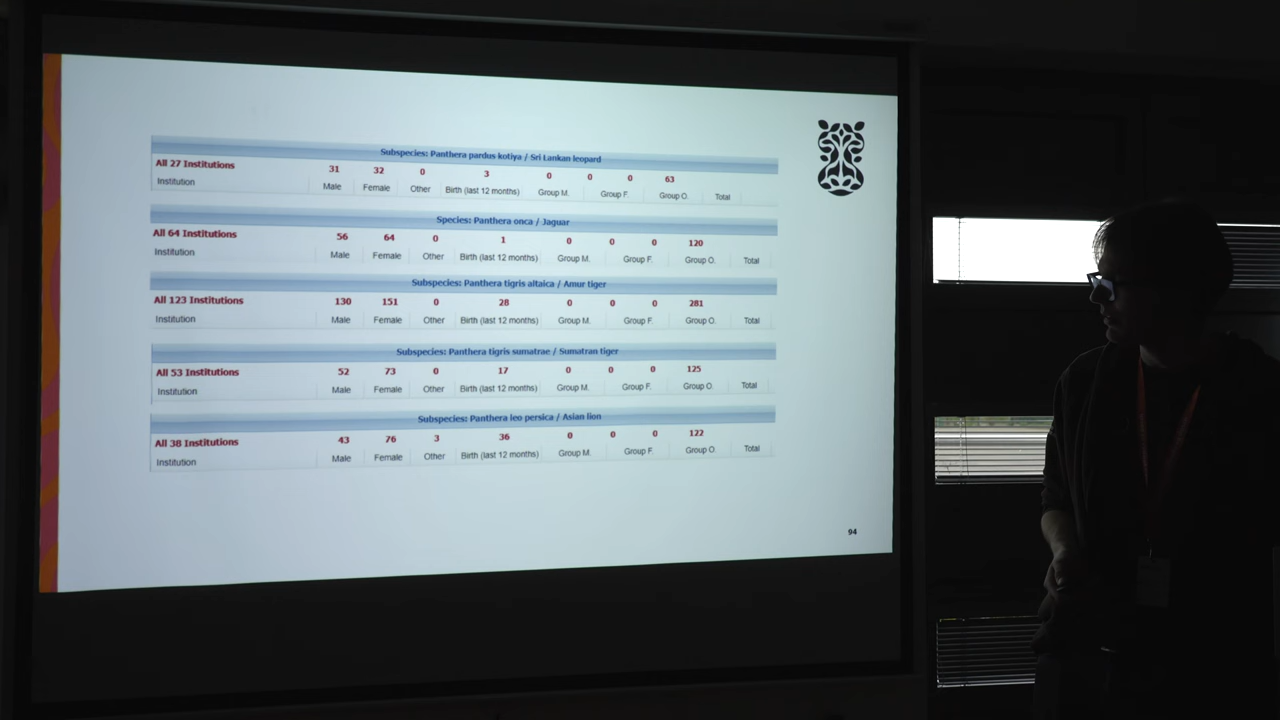 Subspecies: Panthera pardus kotiya / Sri Lankan leopard
All 27 Institutions 31 32 0 3 0 0 0 63
Institution Male Female Other Birth (last 12 months) Group M. Group F. Group O. Total
Species: Panthera onca / Jaguar
All 64 Institutions 56 64 0 1 0 0 0 120
Institution Male Female Other Birth (last 12 months) Group M. Group F. Group O. Total
Subspecies: Panthera tigris altaica / Amur tiger
All 123 Institutions 130 151 0 28 0 0 0 281
Institution Male Female Other Birth (last 12 months) Group M. Group F. Group O. Total
Subspecies: Panthera tigris sumatrae / Sumatran tiger
All 53 Institutions 52 73 0 17 0 0 0 125
Institution Male Female Other Birth (last 12 months) Group M. Group F. Group O. Total
Subspecies: Panthera leo persica / Asian lion
All 38 Institutions 43 76 3 36 0 0 0 122
Institution Male Female Other Birth (last 12 months) Group M. Group F. Group O. Total
94